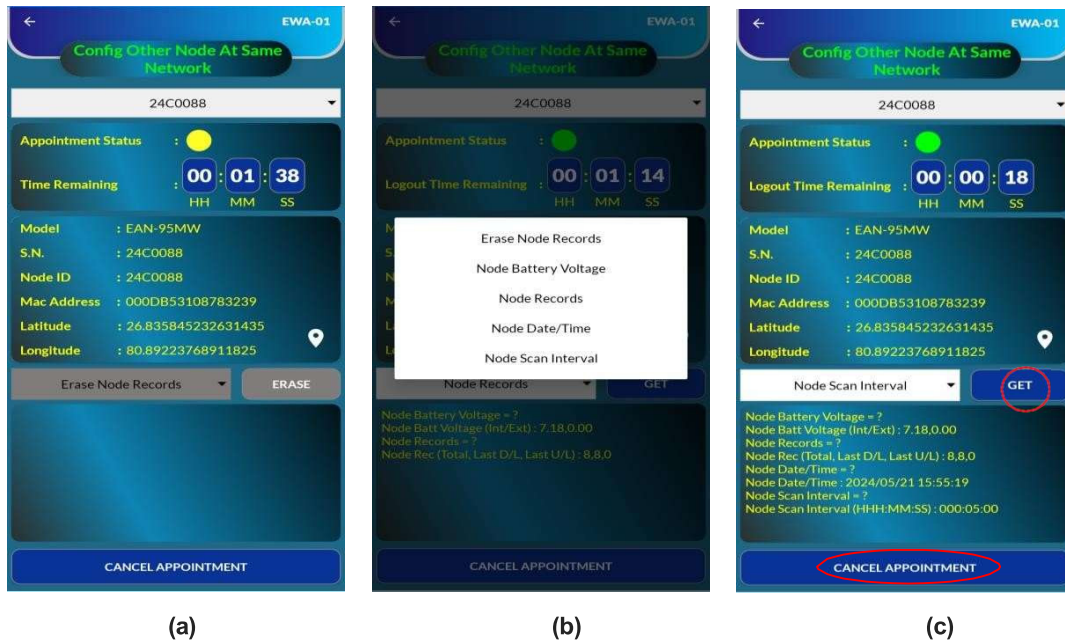 EWA-01
Config Other Node At Same
Network
24C0088
Appointment Status :
Time Remaining : 00 : 01 : 38
HH MM SS
Model : EAN-95MW
S.N. : 24C0088
Node ID : 24C0088
Mac Address : 000DB53108783239
Latitude : 26.835845232631435
Longitude : 80.89223768911825
Erase Node Records ERASE
CANCEL APPOINTMENT
(a)
EWA-01
Config Other Node At Same
Network
24C0088
Appointment Status :
Logout Time Remaining : 00 : 01 : 14
HH MM SS
Erase Node Records
Node Battery Voltage
Node Records
Node Date/Time
Node Scan Interval
Node Records GET
Node Battery Voltage = ?
Node Batt Voltage (Int/Ext) : 7.18,0.00
Node Records = ?
Node Rec (Total, Last D/L, Last U/L) : 8,8,0
CANCEL APPOINTMENT
(b)
EWA-01
Config Other Node At Same
Network
24C0088
Appointment Status :
Logout Time Remaining : 00 : 00 : 18
HH MM SS
Model : EAN-95MW
S.N. : 24C0088
Node ID : 24C0088
Mac Address : 000DB53108783239
Latitude : 26.835845232631435
Longitude : 80.89223768911825
Node Scan Interval GET
Node Battery Voltage = ?
Node Batt Voltage (Int/Ext) : 7.18,0.00
Node Records = ?
Node Rec (Total, Last D/L, Last U/L) : 8,8,0
Node Date/Time = ?
Node Date/Time : 2024/05/21 15:55:19
Node Scan Interval = ?
Node Scan Interval (HHH:MM:SS) : 000:05:00
CANCEL APPOINTMENT
(c)